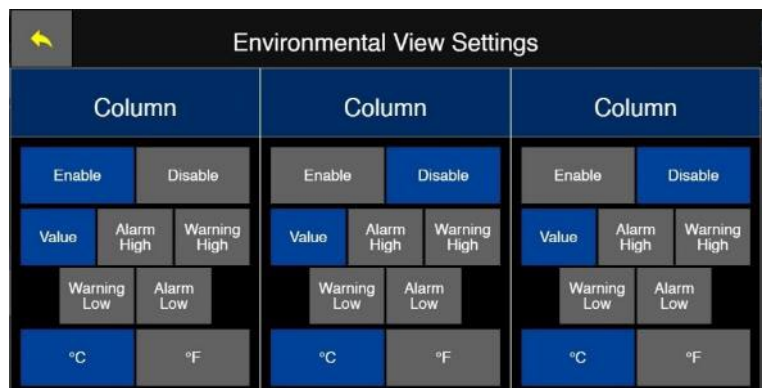 Environmental View Settings
Column Column Column
Enable Disable Enable Disable Enable Disable
Value Alarm High Warning High Value Alarm High Warning High Value Alarm High Warning High
Warning Low Alarm Low Warning Low Alarm Low Warning Low Alarm Low
°C °F °C °F °C °F